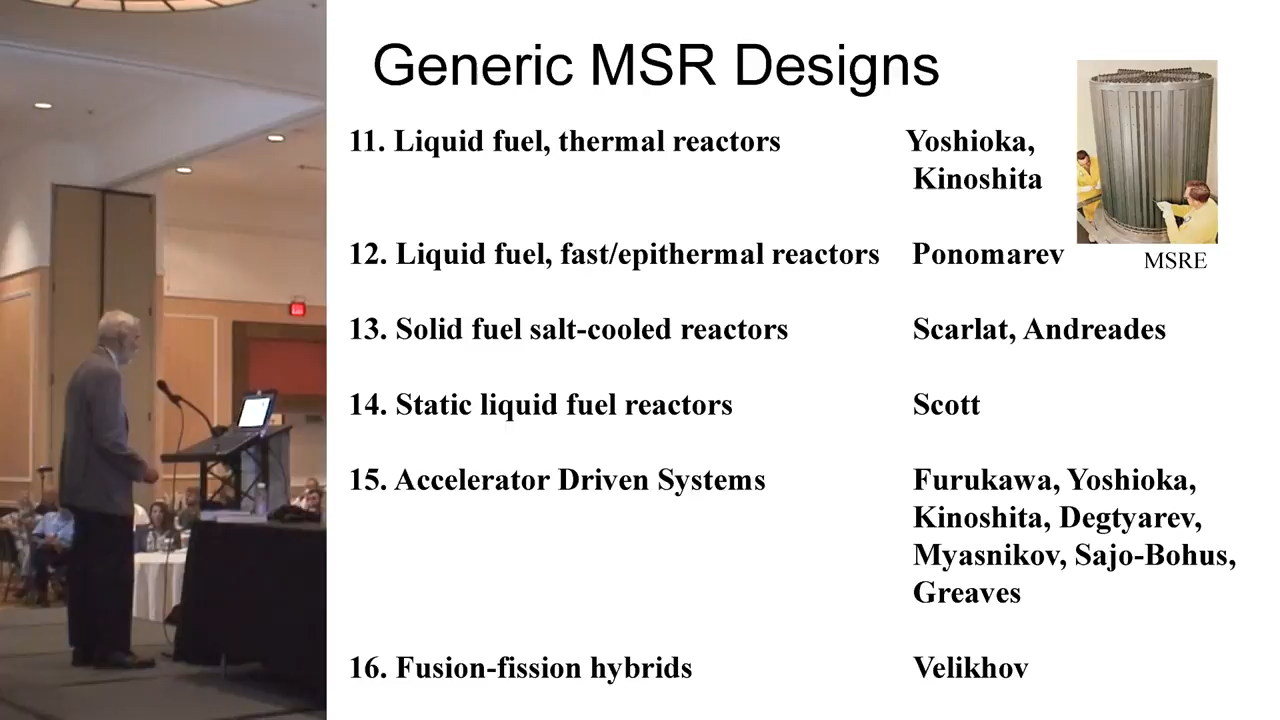 Generic MSR Designs
11. Liquid fuel, thermal reactors Yoshioka,
Kinoshita
12. Liquid fuel, fast/epithermal reactors Ponomarev
MSRE
13. Solid fuel salt-cooled reactors Scarlat, Andreades
14. Static liquid fuel reactors Scott
15. Accelerator Driven Systems Furukawa, Yoshioka,
Kinoshita, Degtyarev,
Myasnikov, Sajo-Bohus,
Greaves
16. Fusion-fission hybrids Velikhov